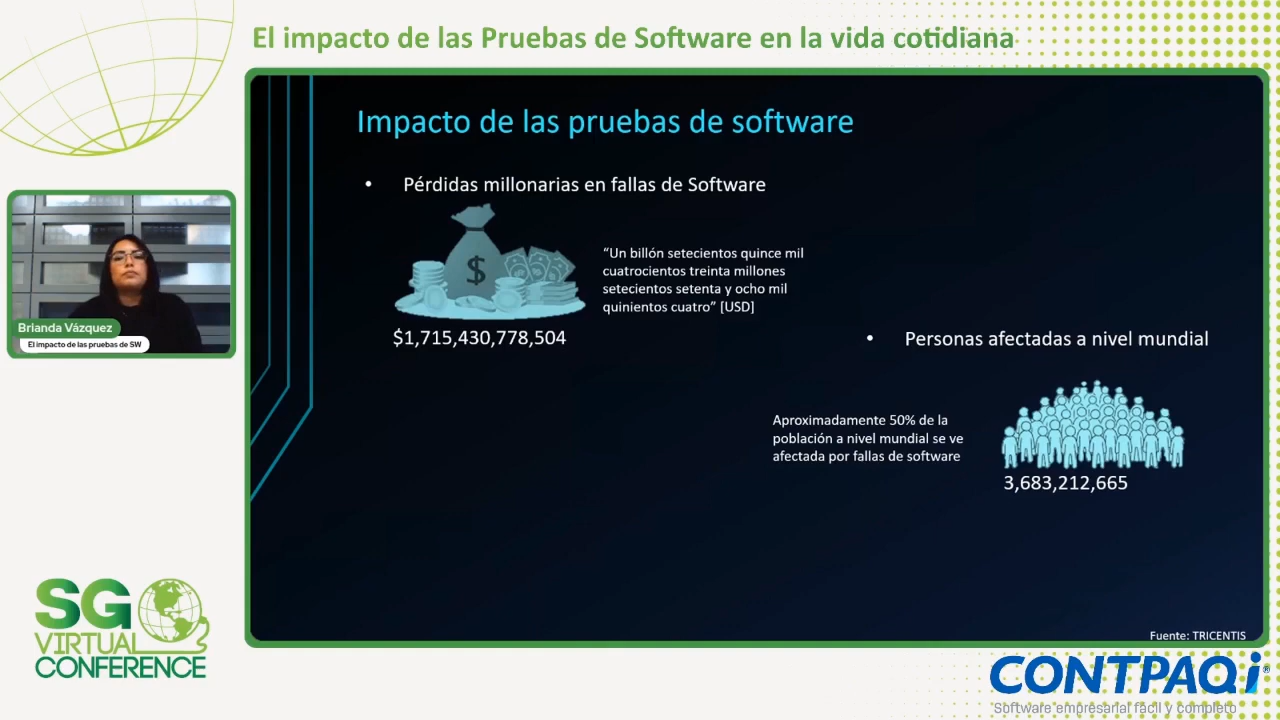 El impacto de las Pruebas de Software en la vida cotidiana
Impacto de las pruebas de software
• Pérdidas millonarias en fallas de Software
$
“Un billón setecientos quince mil
cuatrocientos treinta millones
setecientos setenta y ocho mil
quinientos cuatro” [USD]
$1,715,430,778,504
• Personas afectadas a nivel mundial
Aproximadamente 50% de la
población a nivel mundial se ve
afectada por fallas de software
3,683,212,665
Fuente: TRICENTIS
Brianda Vázquez
El impacto de las pruebas de SW
SG
VIRTUAL
CONFERENCE
CONTPAQi®
Software empresarial fácil y completo